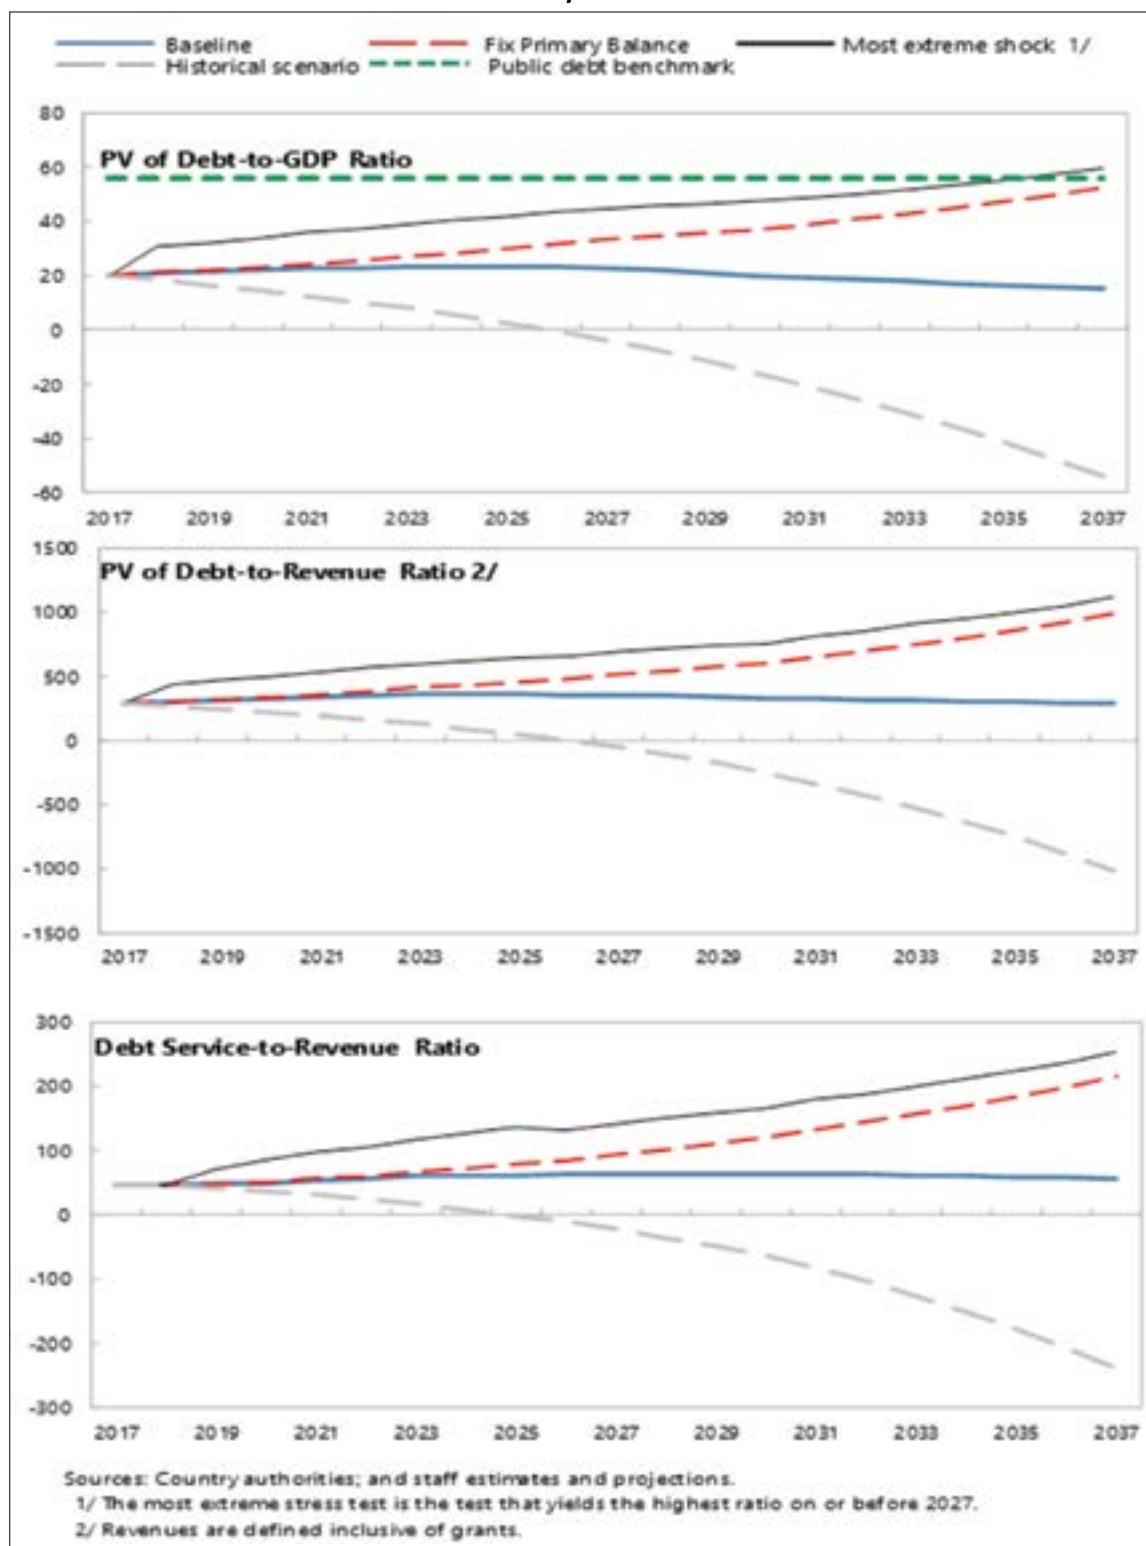 Baseline Fix Primary Balance Most extreme shock 1/
Historical scenario Public debt benchmark
80
PV of Debt-to-GDP Ratio
60
40
20
0
-20
-40
-60
2017 2019 2021 2023 2025 2027 2029 2031 2033 2035 2037
1500
PV of Debt-to-Revenue Ratio 2/
1000
500
0
-500
-1000
-1500
2017 2019 2021 2023 2025 2027 2029 2031 2033 2035 2037
300
Debt Service-to-Revenue Ratio
200
100
0
-100
-200
-300
2017 2019 2021 2023 2025 2027 2029 2031 2033 2035 2037
Sources: Country authorities; and staff estimates and projections.
1/ The most extreme stress test is the test that yields the highest ratio on or before 2027.
2/ Revenues are defined inclusive of grants.